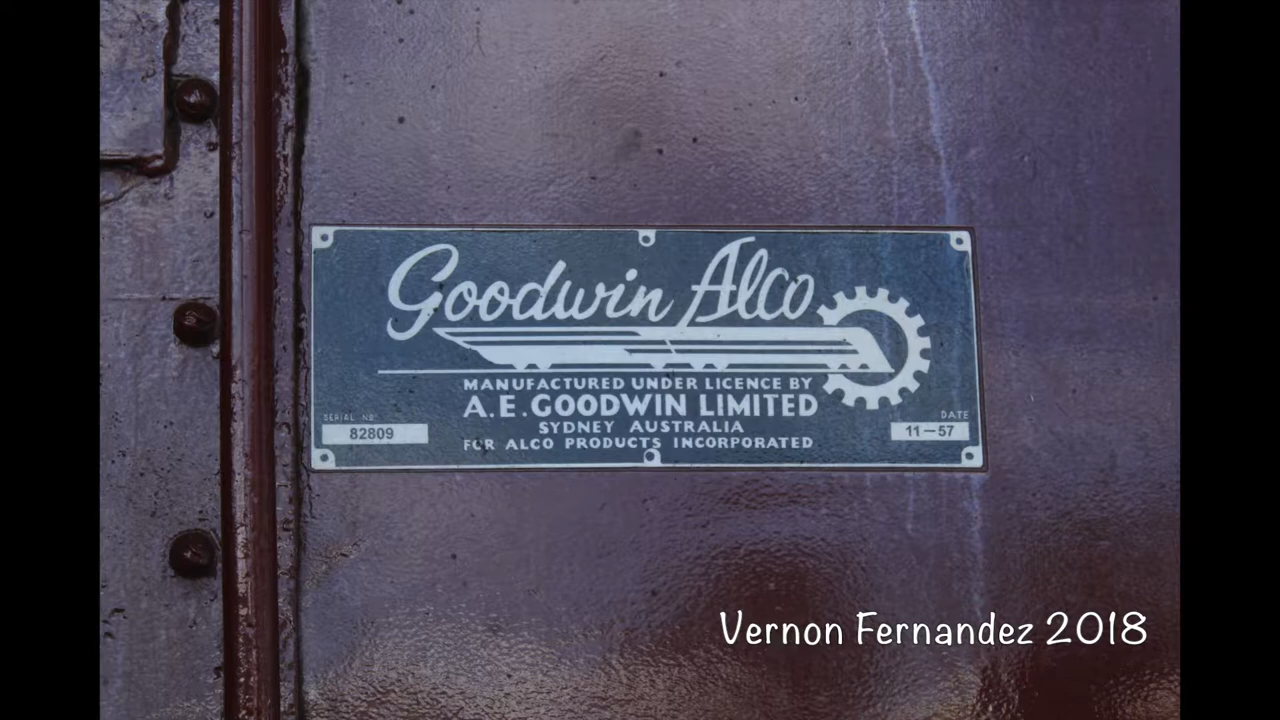 Goodwin Alco
MANUFACTURED UNDER LICENCE BY
A.E. GOODWIN LIMITED
SYDNEY AUSTRALIA
FOR ALCO PRODUCTS INCORPORATED
SERIAL No
82809
DATE
11-57
Vernon Fernandez 2018